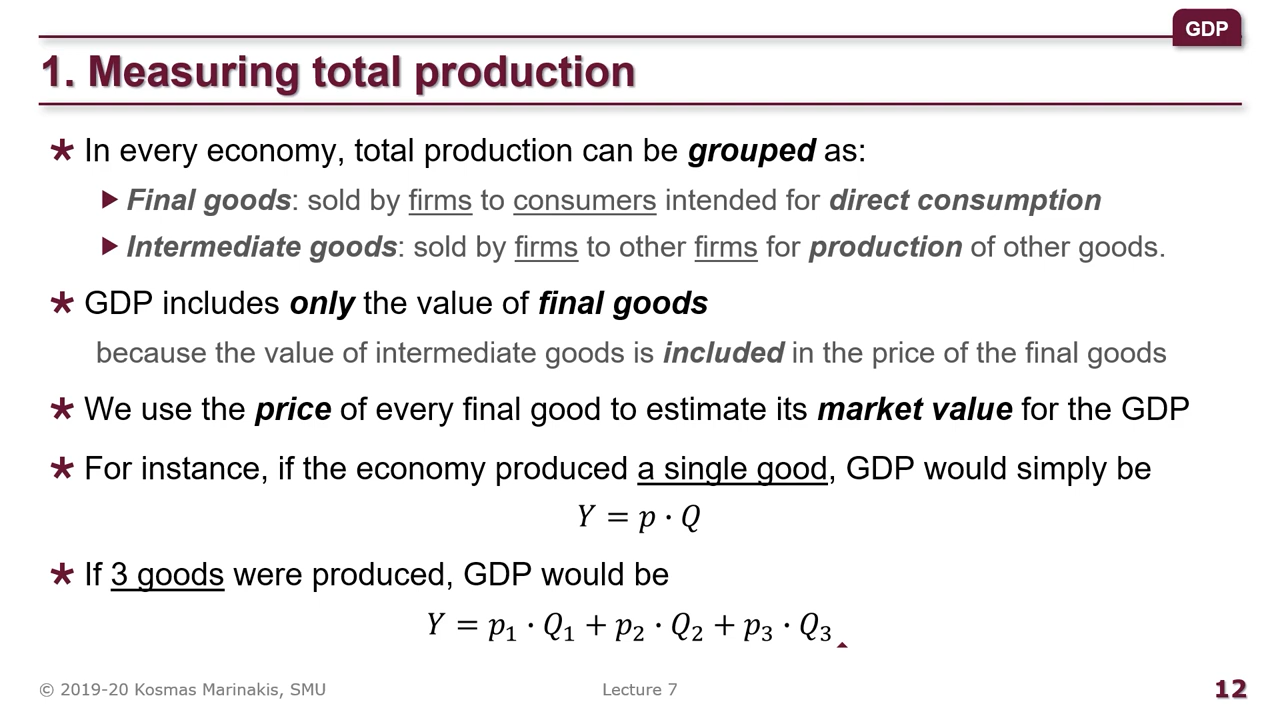 GDP
1. Measuring total production
* In every economy, total production can be grouped as:
Final goods: sold by firms to consumers intended for direct consumption
Intermediate goods: sold by firms to other firms for production of other goods.
* GDP includes only the value of final goods
because the value of intermediate goods is included in the price of the final goods
* We use the price of every final good to estimate its market value for the GDP
* For instance, if the economy produced a single good, GDP would simply be
Y = p · Q
* If 3 goods were produced, GDP would be
Y = p₁ · Q₁ + p₂ · Q₂ + p₃ · Q₃
© 2019-20 Kosmas Marinakis, SMU
Lecture 7
12